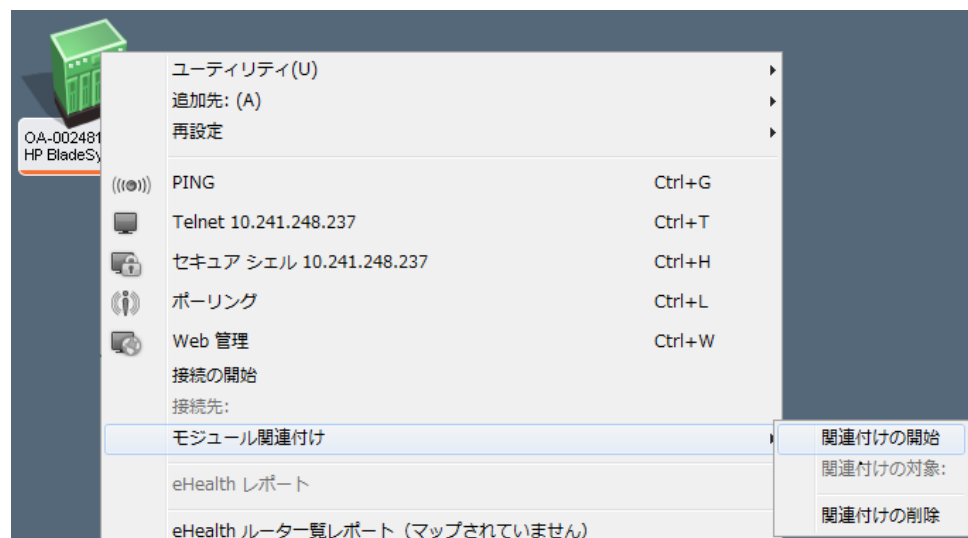 ユーティリティ(U)
追加先: (A)
再設定
OA-002481
HP BladeSy
PING Ctrl+G
Telnet 10.241.248.237 Ctrl+T
セキュア シェル 10.241.248.237 Ctrl+H
ポーリング Ctrl+L
Web 管理 Ctrl+W
接続の開始
接続先:
モジュール関連付け
関連付けの開始
関連付けの対象:
関連付けの削除
eHealth レポート
eHealth ルータ一覧レポート（マップされていません）